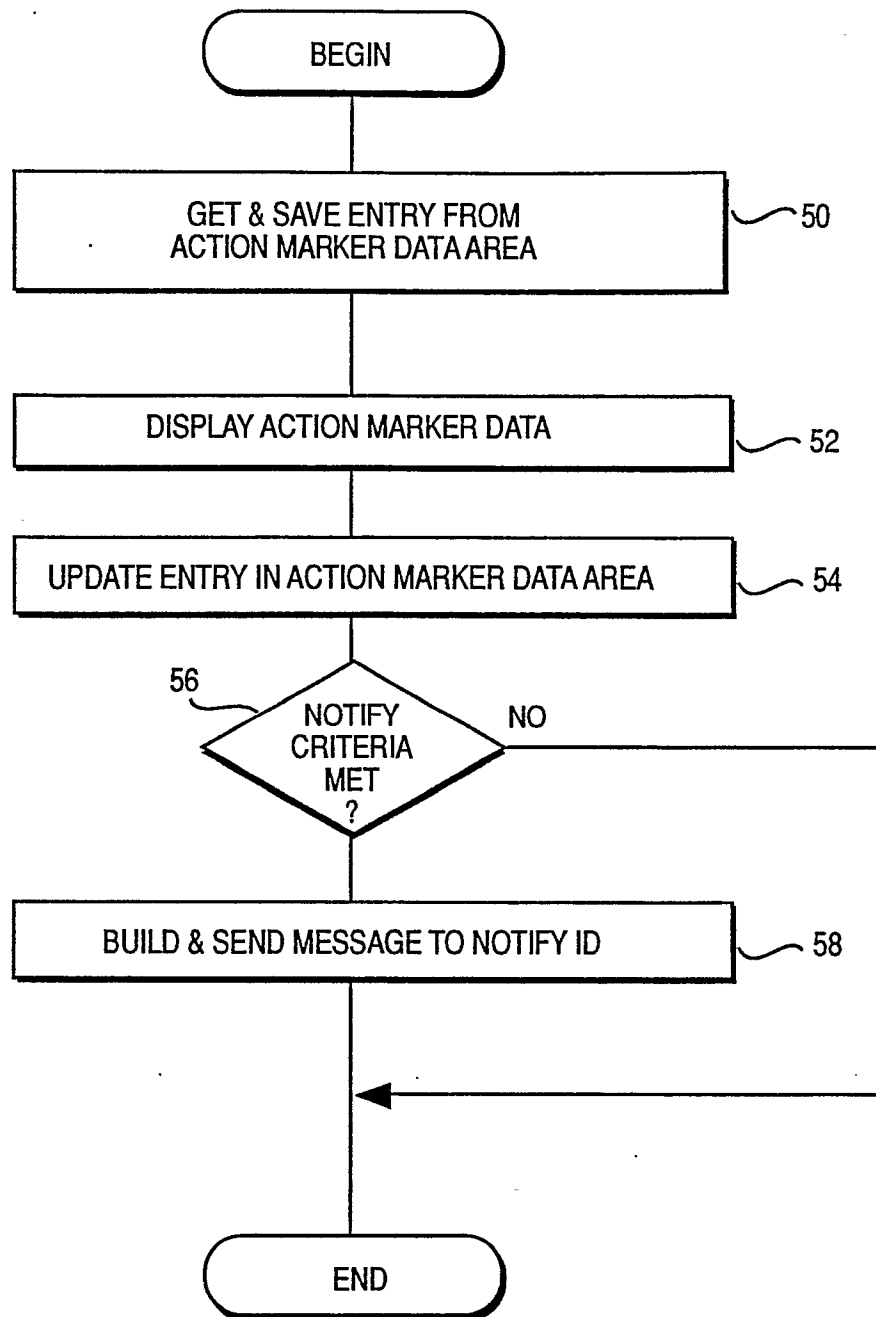 BEGIN
GET & SAVE ENTRY FROM
ACTION MARKER DATA AREA
50
DISPLAY ACTION MARKER DATA
52
UPDATE ENTRY IN ACTION MARKER DATA AREA
54
56
NOTIFY
CRITERIA
MET
?
NO
BUILD & SEND MESSAGE TO NOTIFY ID
58
END